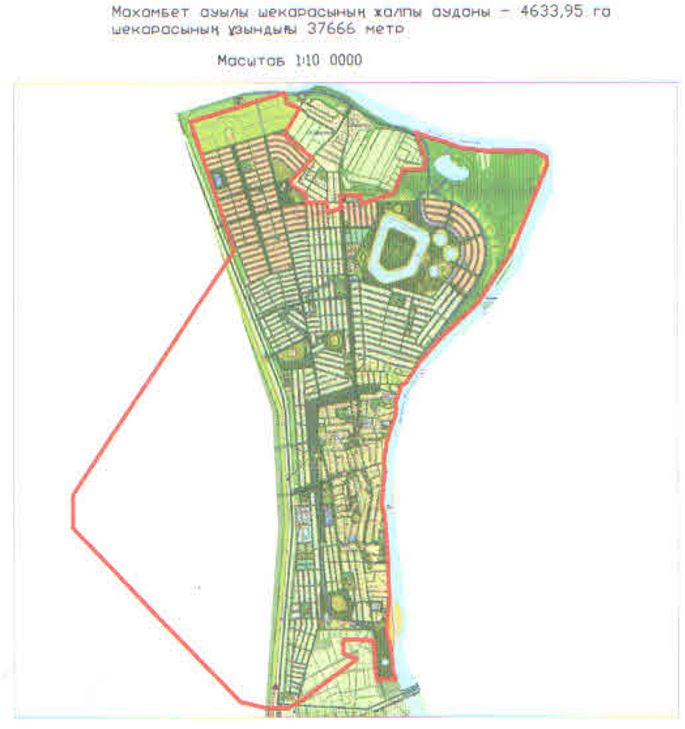 Махамбет ауылы шекарасының жалпы ауданы - 4633,95 га
шекарасының ұзындығы 37666 метр
Масштаб 1:10 0000